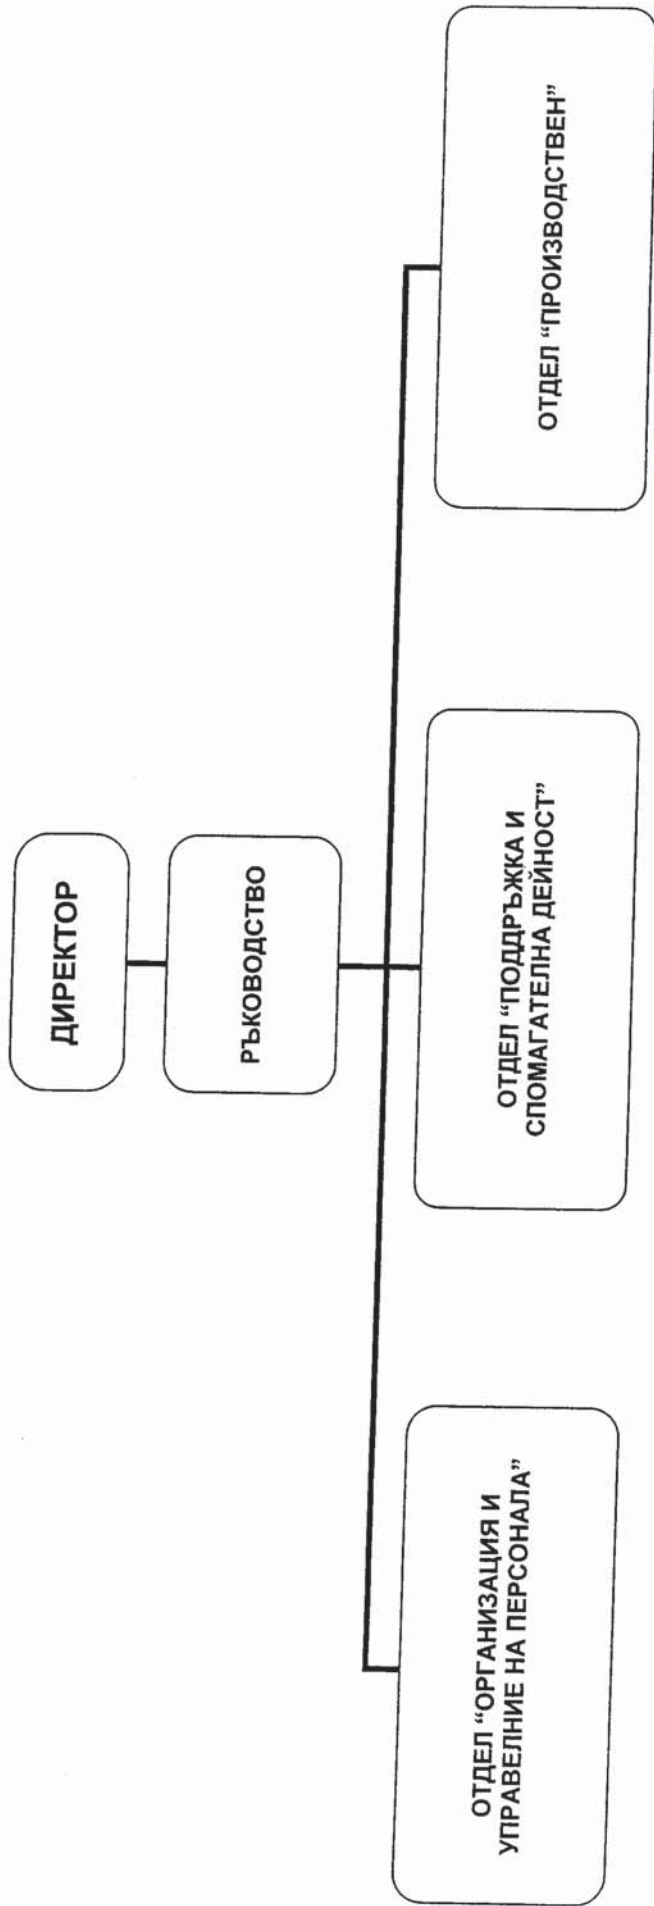 ДИРЕКТОР
РЪКОВОДСТВО
ОТДЕЛ “ОРГАНИЗАЦИЯ И
УПРАВЕЛНИЕ НА ПЕРСОНАЛА”
ОТДЕЛ “ПОДДРЪЖКА И
СПОМАГАТЕЛНА ДЕЙНОСТ”
ОТДЕЛ “ПРОИЗВОДСТВЕН”